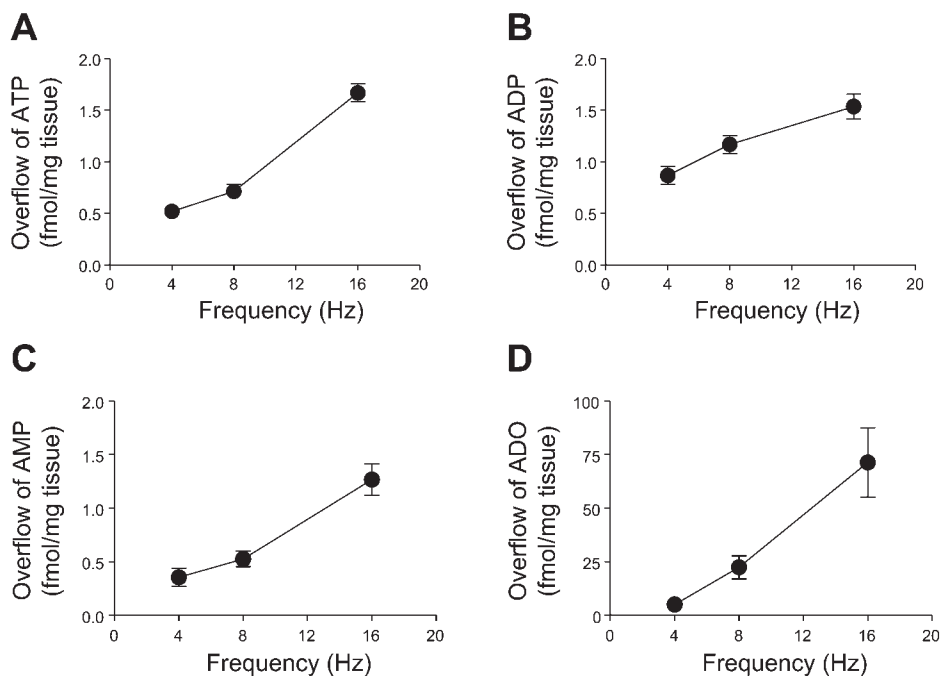 A
Overflow of ATP
(fmol/mg tissue)
2.0
1.5
1.0
0.5
0.0
0 4 8 12 16 20
Frequency (Hz)
B
Overflow of ADP
(fmol/mg tissue)
2.0
1.5
1.0
0.5
0.0
0 4 8 12 16 20
Frequency (Hz)
C
Overflow of AMP
(fmol/mg tissue)
2.0
1.5
1.0
0.5
0.0
0 4 8 12 16 20
Frequency (Hz)
D
Overflow of ADO
(fmol/mg tissue)
100
75
50
25
0
0 4 8 12 16 20
Frequency (Hz)